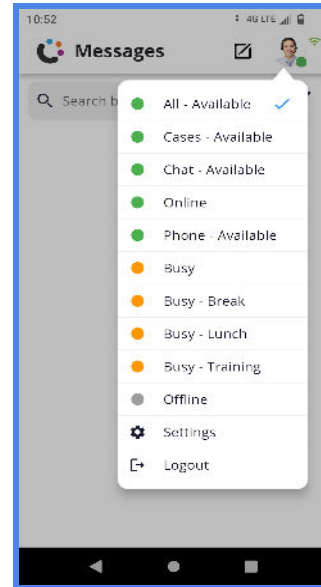 10:52
4G LTE
Messages
Search b
All - Available
Cases - Available
Chat - Available
Online
Phone - Available
Busy
Busy - Break
Busy - Lunch
Busy - Training
Offline
Settings
Logout